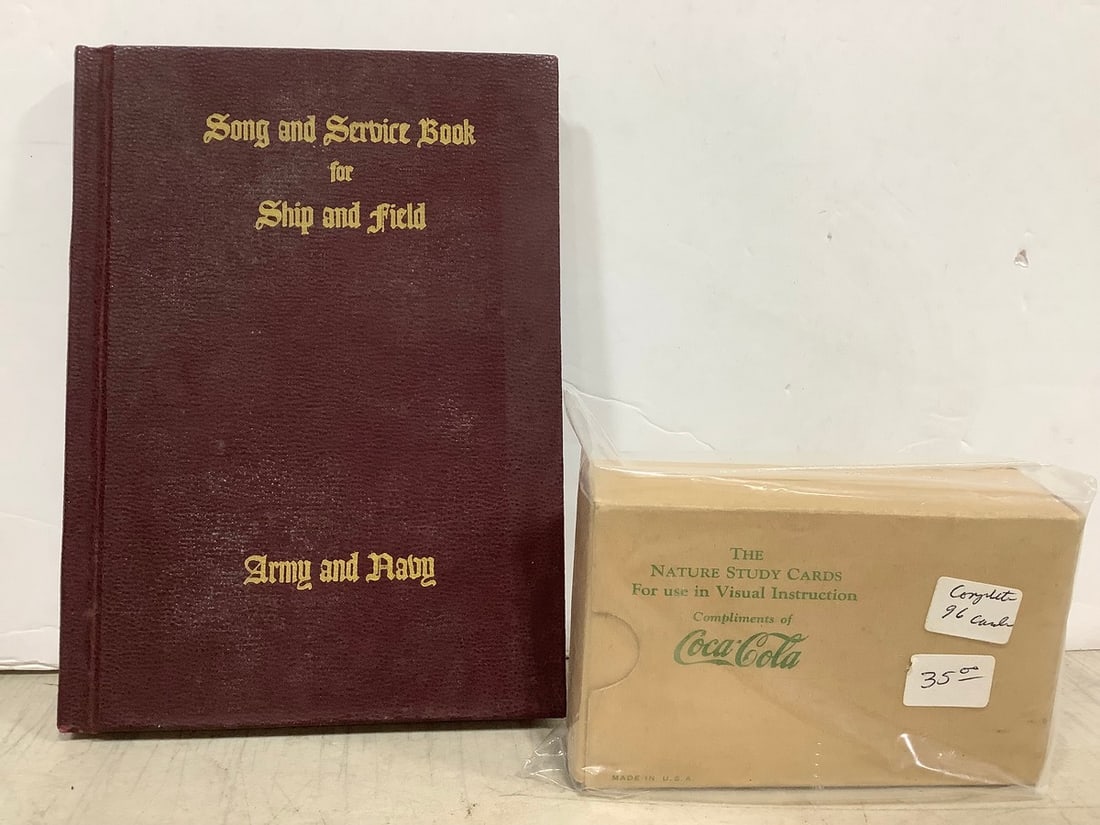 Song and Service Book
for
Ship and Field
Army and Navy
THE
NATURE STUDY CARDS
For use in Visual Instruction
Compliments of
Coca-Cola
MADE IN U.S.A.
Complete
96 Cards
35.00